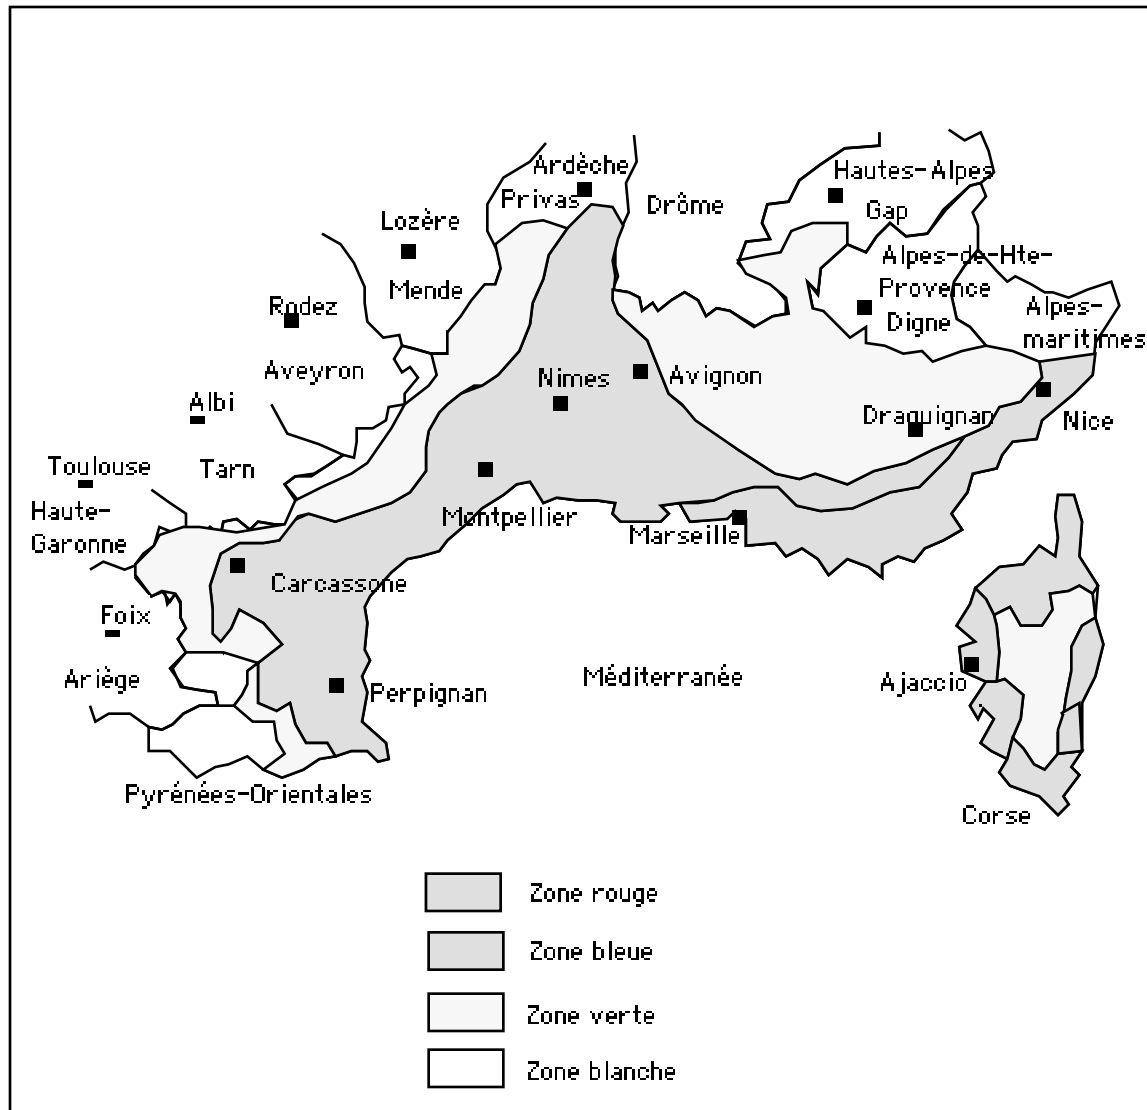 Ardèche
Privas
Drôme
Hautes-Alpes
Gap
Lozère
Mende
Alpes-de-Hte-
Provence
Digne
Alpes-
maritimes
Rodez
Aveyron
Nimes
Avignon
Albi
Draguignan
Nice
Toulouse
Tarn
Haute-
Garonne
Montpellier
Marseille
Carcassone
Foix
Ariège
Perpignan
Méditerranée
Ajaccio
Pyrénées-Orientales
Corse
Zone rouge
Zone bleue
Zone verte
Zone blanche